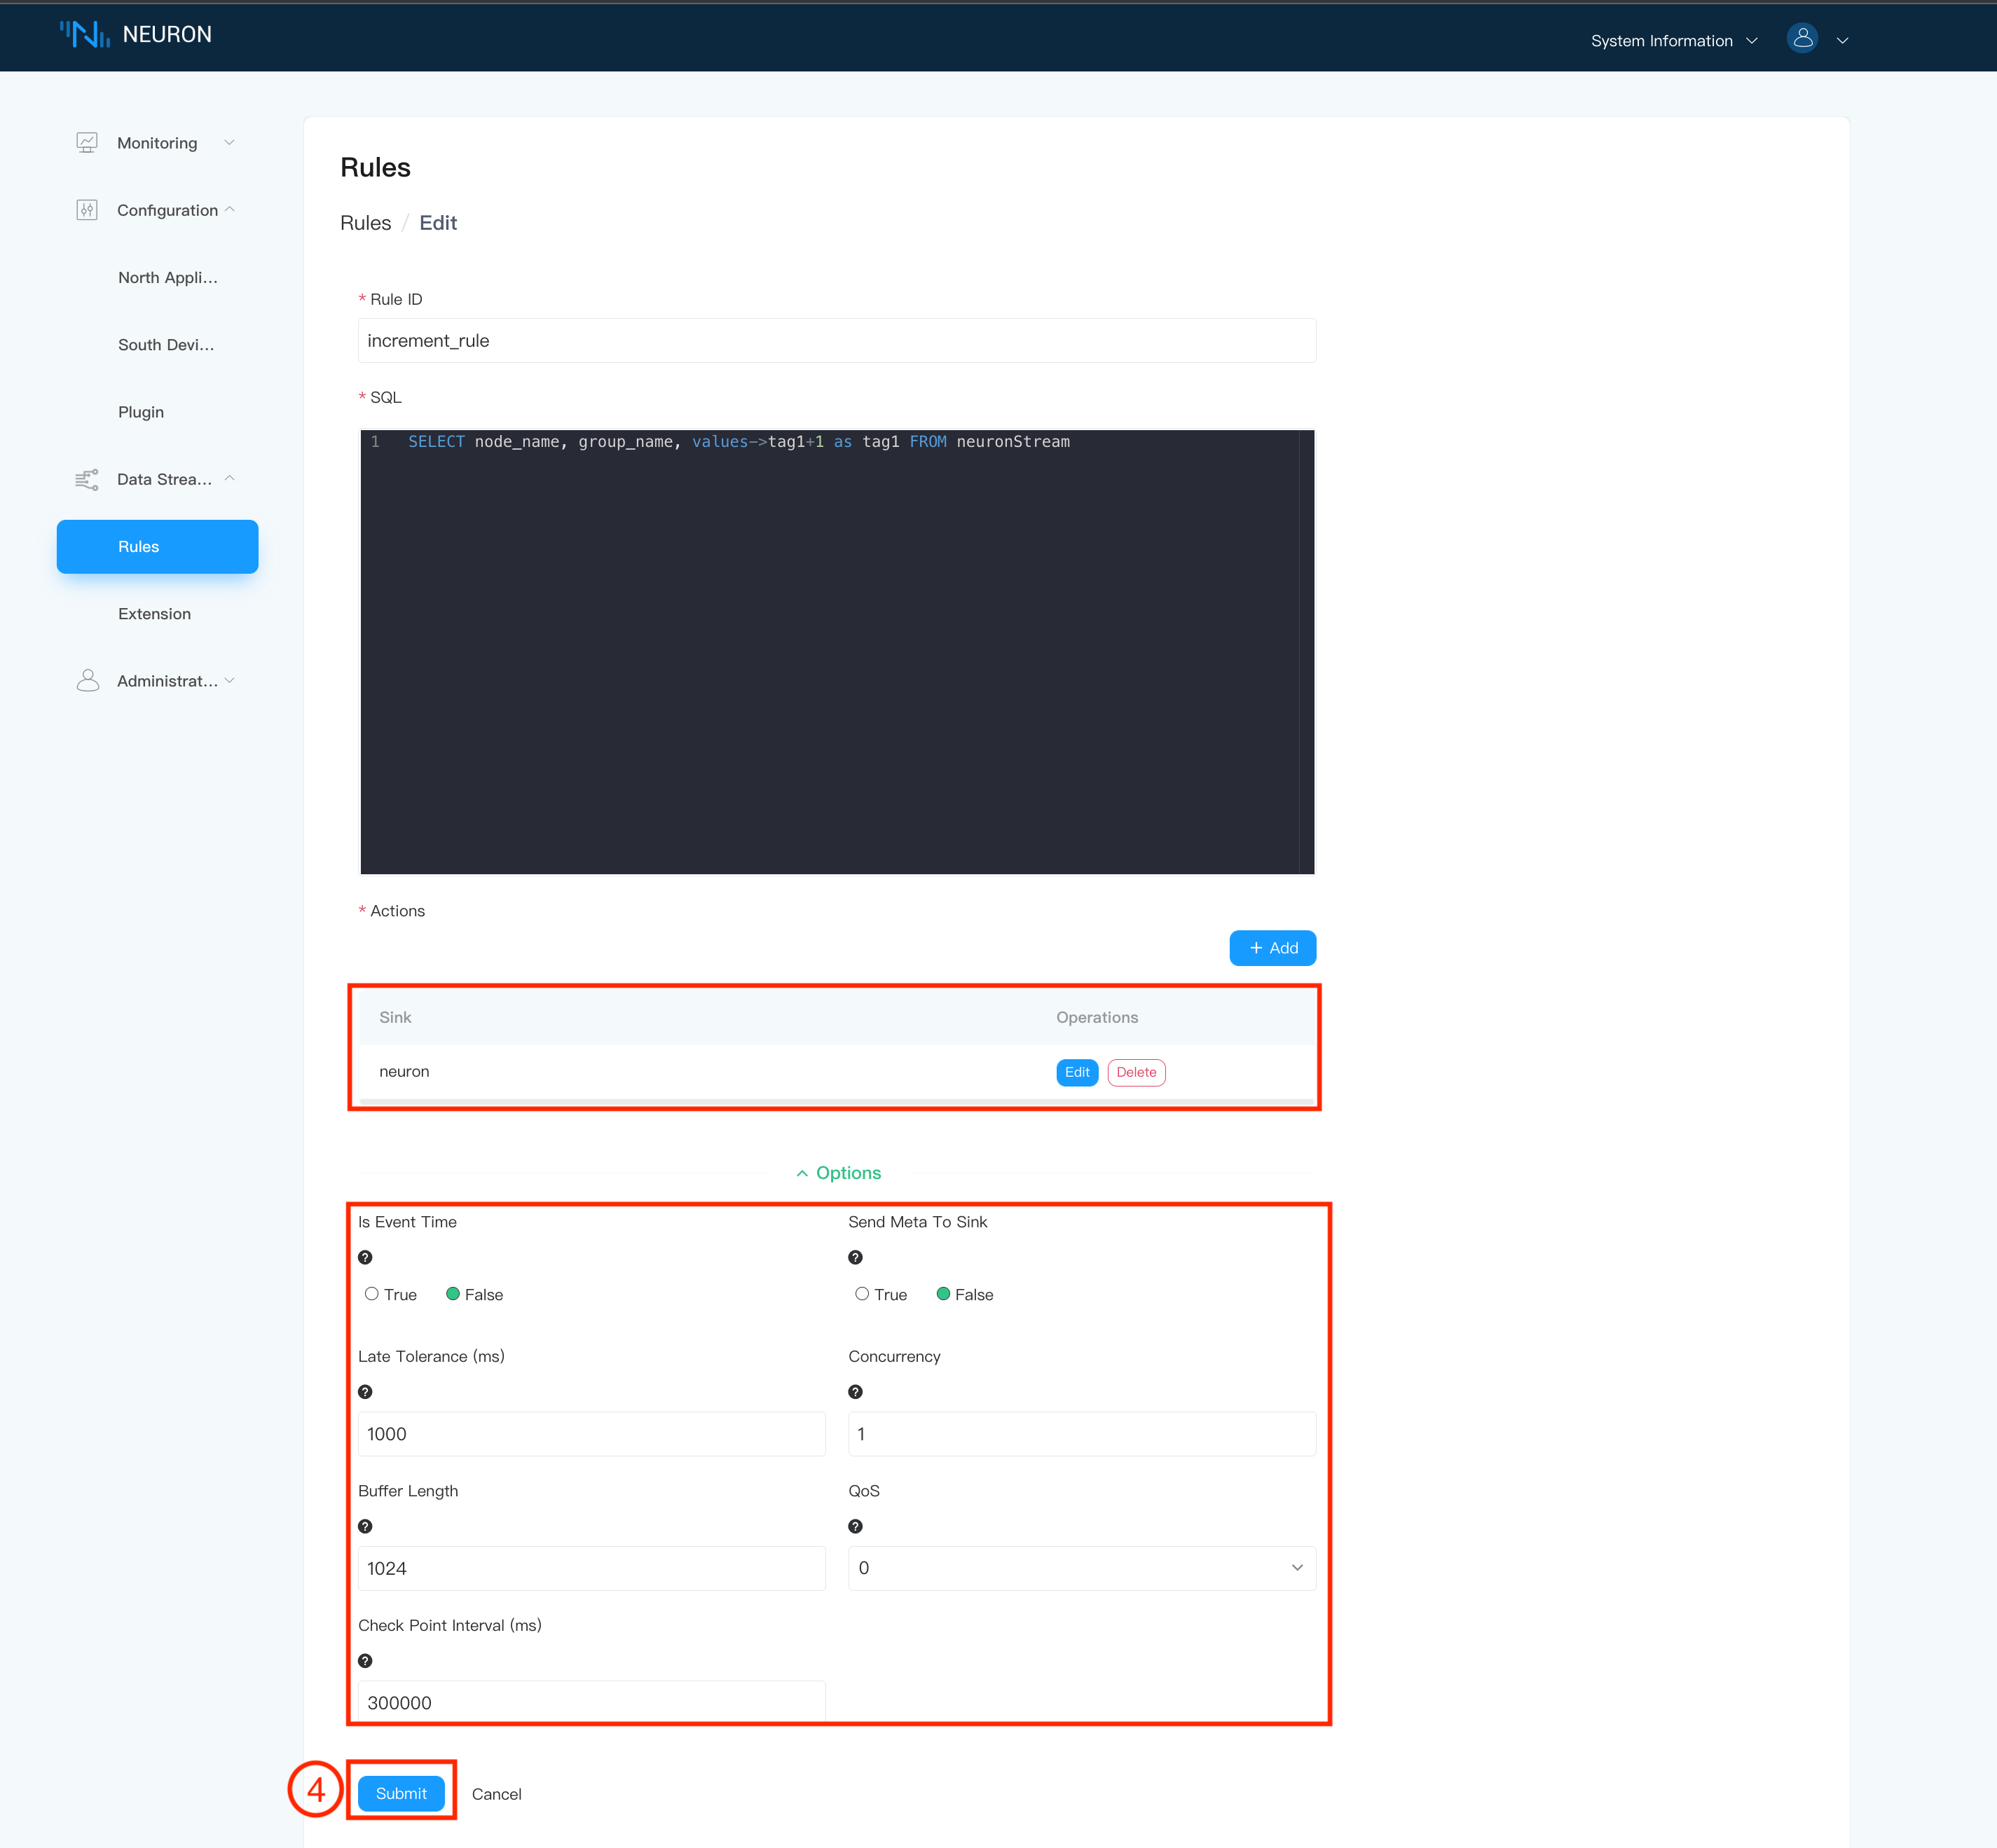 NEURON
System Information
Monitoring
Configuration
North Appli...
South Devi...
Plugin
Data Strea...
Rules
Extension
Administrat...
Rules
Rules / Edit
* Rule ID
increment_rule
* SQL
1 SELECT node_name, group_name, values->tag1+1 as tag1 FROM neuronStream
* Actions
+ Add
Sink Operations
neuron Edit Delete
Options
Is Event Time Send Meta To Sink
? ?
True False True False
Late Tolerance (ms) Concurrency
? ?
1000 1
Buffer Length QoS
? ?
1024 0
Check Point Interval (ms)
?
300000
4 Submit Cancel